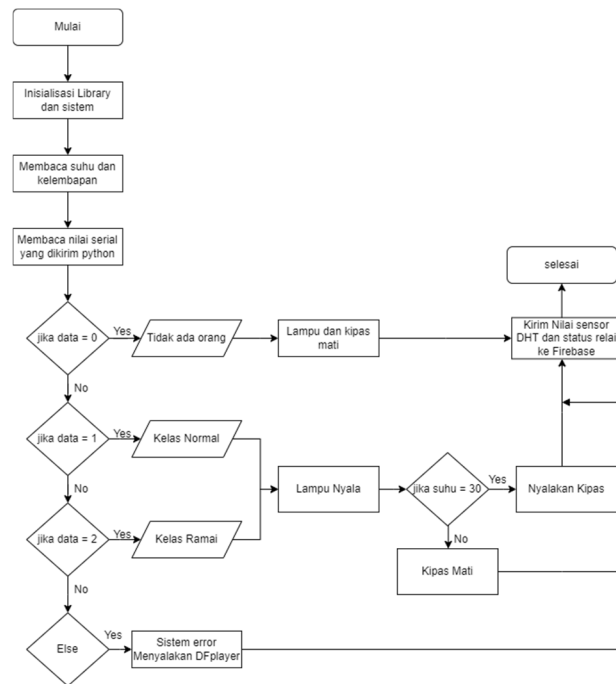 Mulai
Inisialisasi Library
dan sistem
Membaca suhu dan
kelembapan
Membaca nilai serial
yang dikirim python
selesai
jika data = 0
Yes
Tidak ada orang
Lampu dan kipas
mati
Kirim Nilai sensor
DHT dan status relai
ke Firebase
No
jika data = 1
Yes
Kelas Normal
No
Lampu Nyala
jika suhu = 30
Yes
Nyalakan Kipas
jika data = 2
Yes
Kelas Ramai
No
Kipas Mati
No
Else
Yes
Sistem error
Menyalakan DFplayer